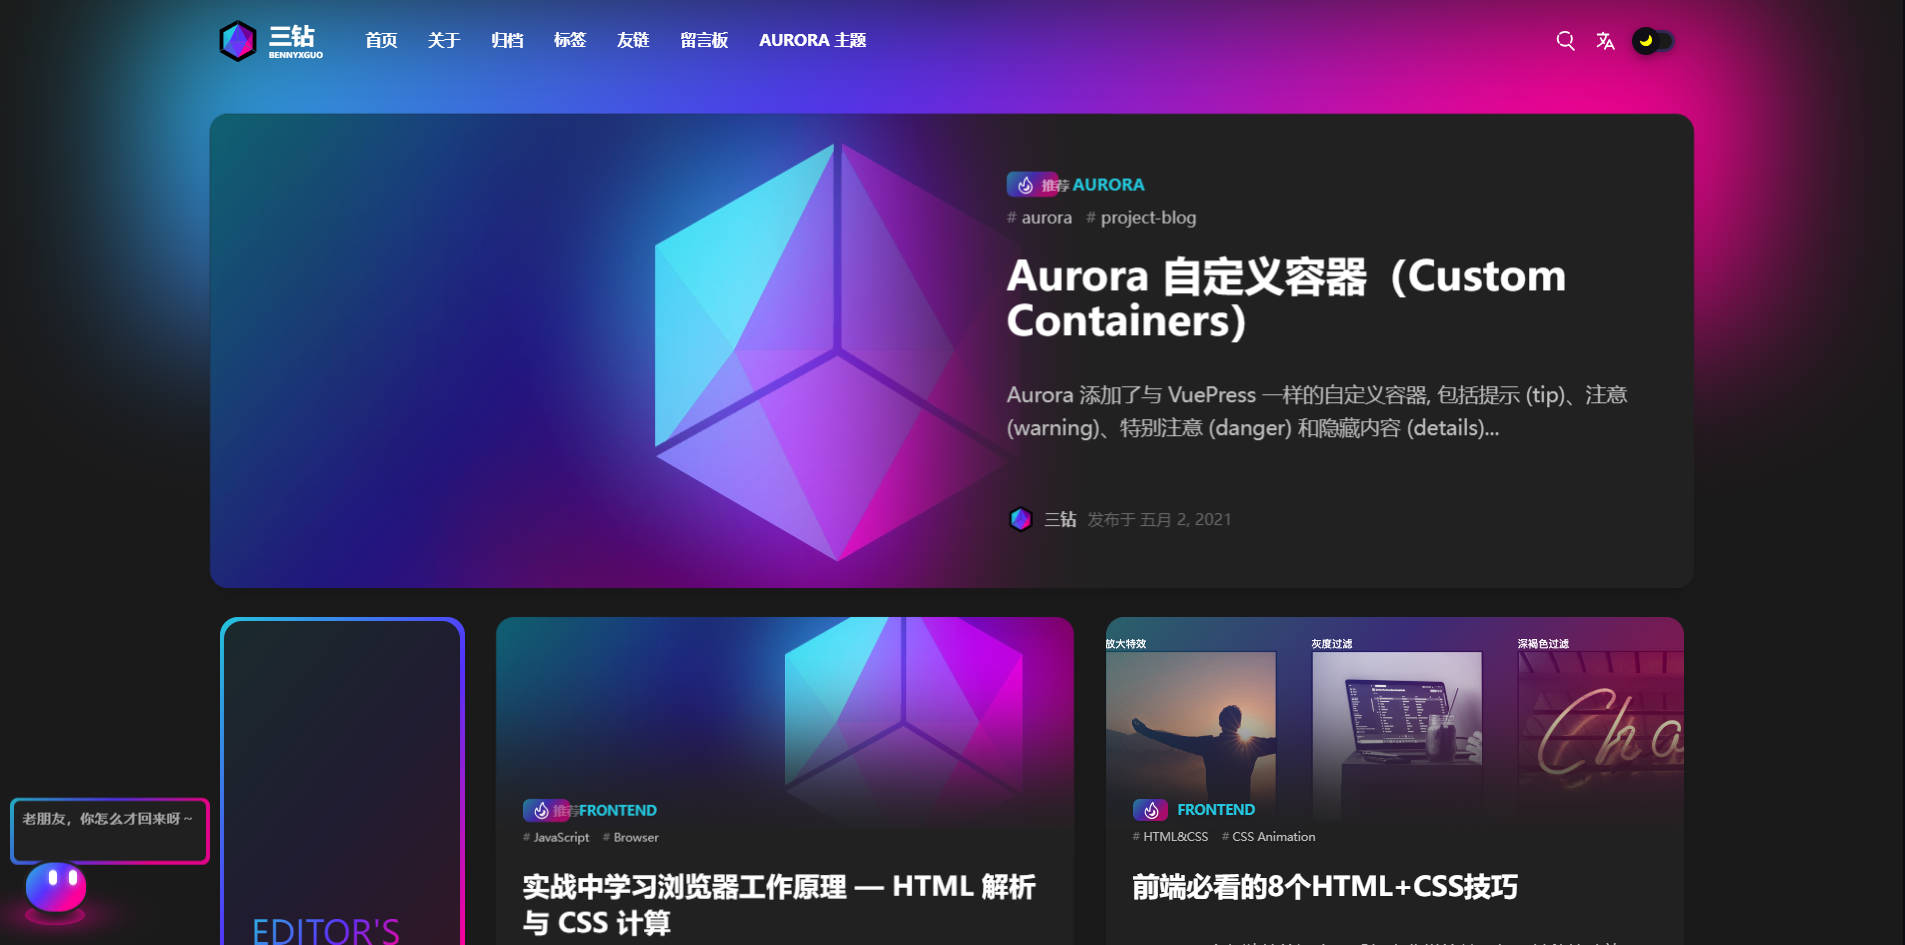 三钻
BENNYXGUO
首页 关于 归档 标签 友链 留言板 AURORA 主题
推荐 AURORA
# aurora # project-blog
Aurora 自定义容器（Custom
Containers）
Aurora 添加了与 VuePress 一样的自定义容器, 包括提示 (tip)、注意
(warning)、特别注意 (danger) 和隐藏内容 (details)...
三钻 发布于 五月 2, 2021
EDITOR'S
推荐 FRONTEND
# JavaScript # Browser
实战中学习浏览器工作原理 — HTML 解析
与 CSS 计算
放大特效 灰度过滤 深褐色过滤
Cha
FRONTEND
# HTML&CSS # CSS Animation
前端必看的8个HTML+CSS技巧
老朋友，你怎么才回来呀～